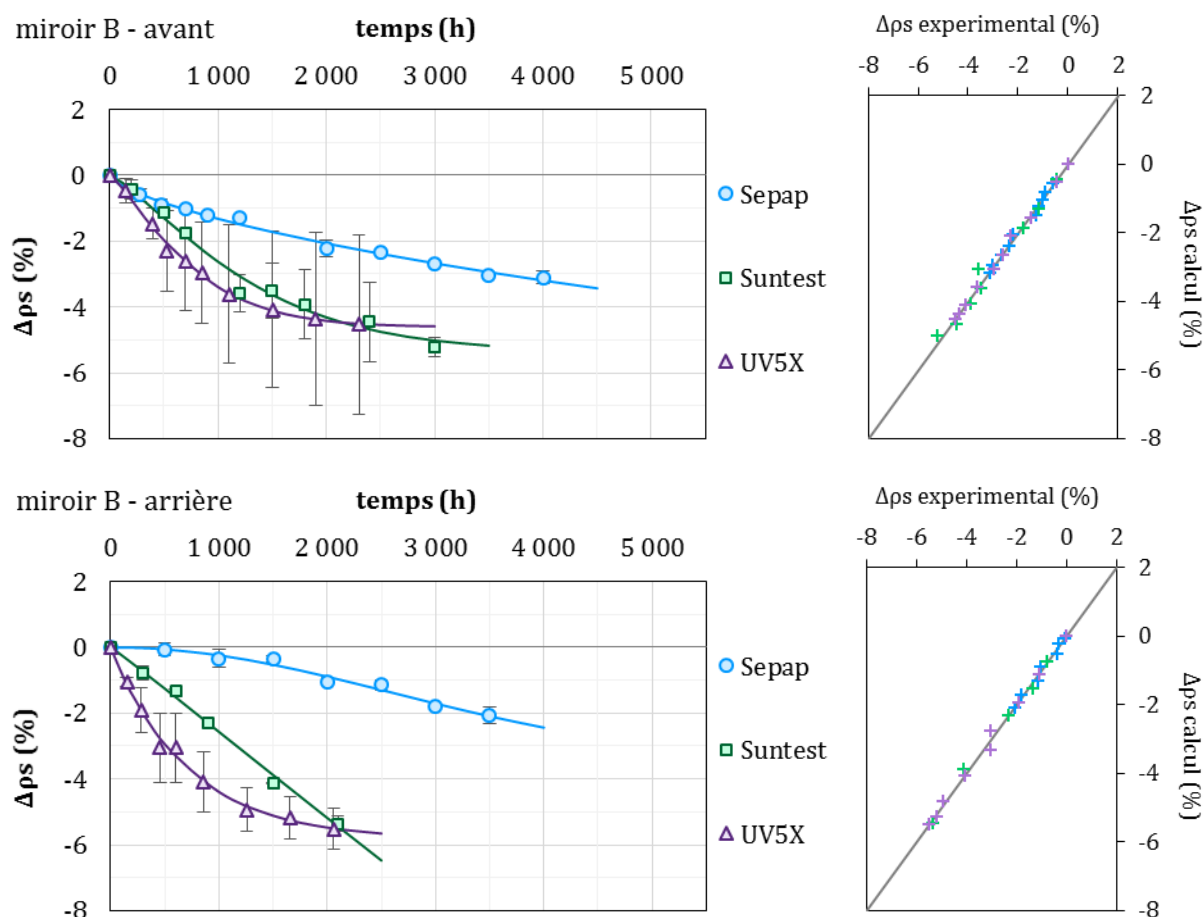 miroir B - avant
temps (h)
0 1 000 2 000 3 000 4 000 5 000
2
0
-2
-4
-6
-8
Δρs (%)
Sepap
Suntest
UV5X
Δρs experimental (%)
-8 -6 -4 -2 0 2
2
0
-2
-4
-6
-8
Δρs calcul (%)
miroir B - arrière
temps (h)
0 1 000 2 000 3 000 4 000 5 000
2
0
-2
-4
-6
-8
Δρs (%)
Sepap
Suntest
UV5X
Δρs experimental (%)
-8 -6 -4 -2 0 2
2
0
-2
-4
-6
-8
Δρs calcul (%)